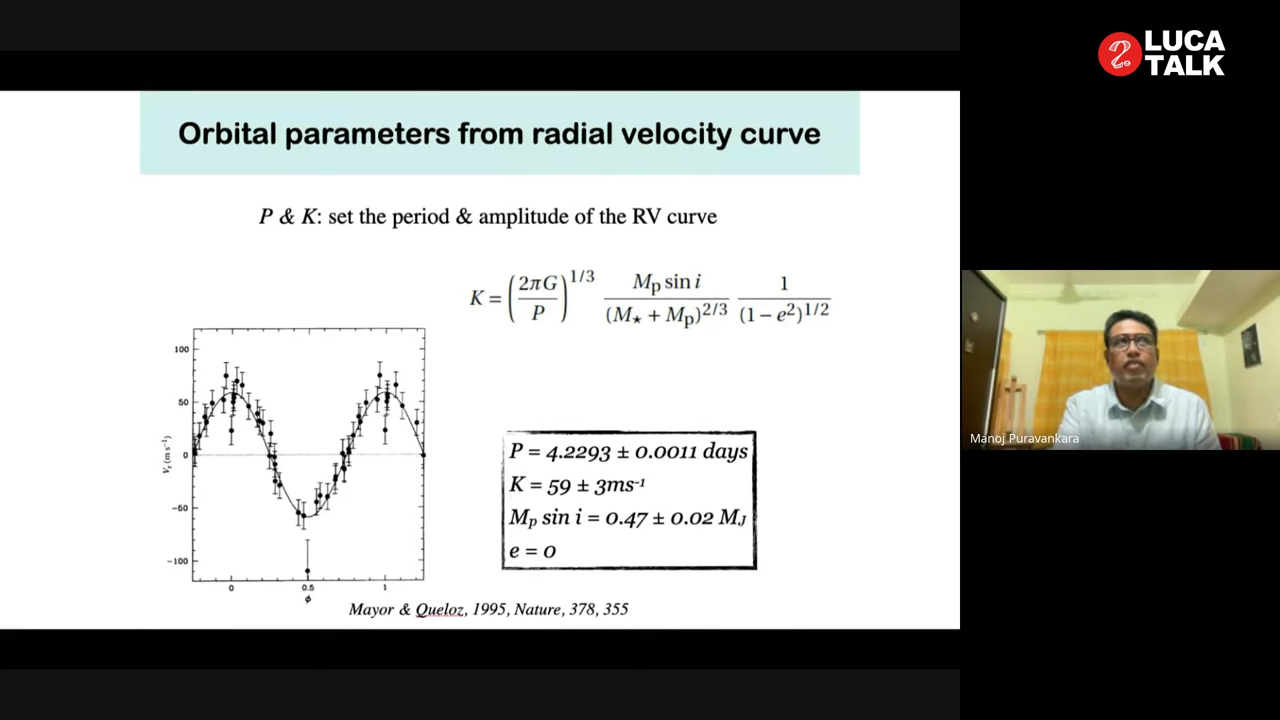 LUCA
TALK
Orbital parameters from radial velocity curve
P & K: set the period & amplitude of the RV curve
K = (2πG/P)^1/3 Mp sin i/(M★ + Mp)^2/3 1/(1 − e²)^1/2
100
50
0
−50
−100
Vr (m s⁻¹)
0
0.5
1
ϕ
P = 4.2293 ± 0.0011 days
K = 59 ± 3ms⁻¹
Mp sin i = 0.47 ± 0.02 MJ
e = 0
Mayor & Queloz, 1995, Nature, 378, 355
Manoj Puravankara